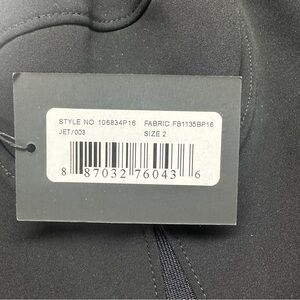 STYLE NO 106834P16 FABRIC FB1135BP16
JET/003 SIZE 2
8 87032 76043 6